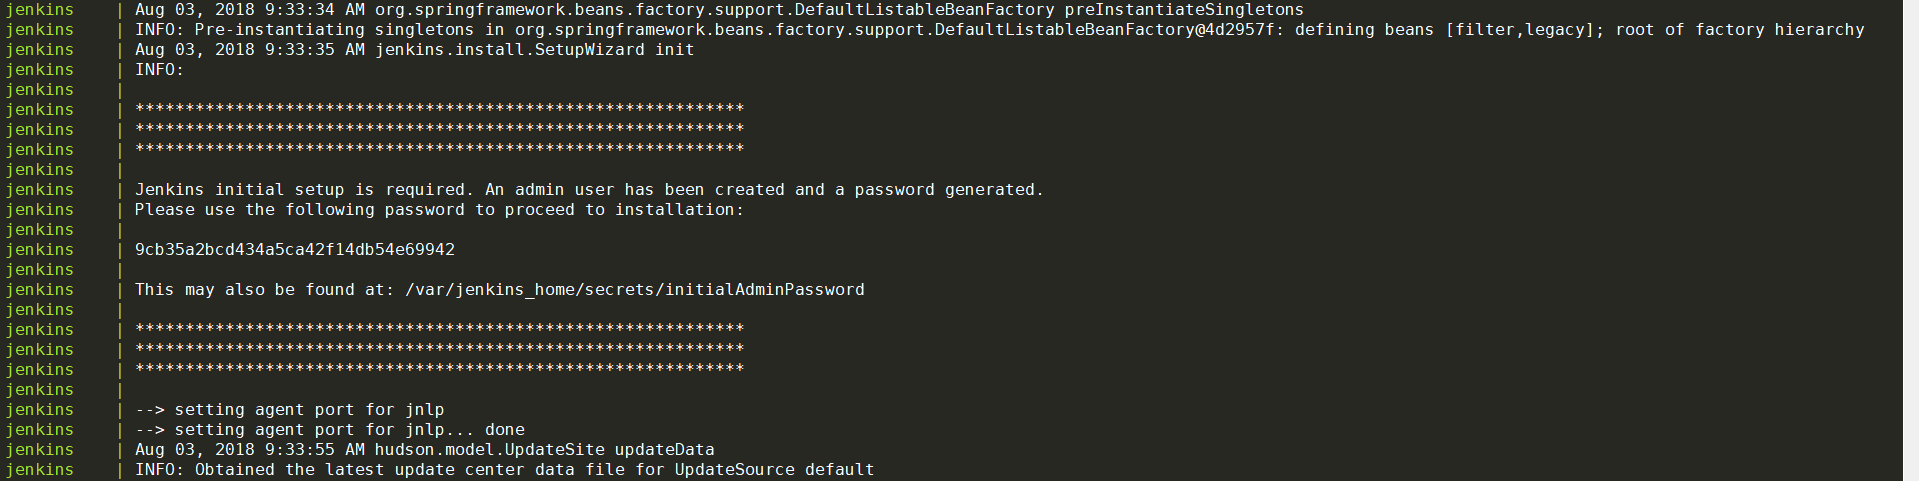 jenkins | Aug 03, 2018 9:33:34 AM org.springframework.beans.factory.support.DefaultListableBeanFactory preInstantiateSingletons
jenkins | INFO: Pre-instantiating singletons in org.springframework.beans.factory.support.DefaultListableBeanFactory@4d2957f: defining beans [filter,legacy]; root of factory hierarchy
jenkins | Aug 03, 2018 9:33:35 AM jenkins.install.SetupWizard init
jenkins | INFO:
jenkins |
jenkins | *************************************************************
jenkins | *************************************************************
jenkins | *************************************************************
jenkins |
jenkins | Jenkins initial setup is required. An admin user has been created and a password generated.
jenkins | Please use the following password to proceed to installation:
jenkins |
jenkins | 9cb35a2bcd434a5ca42f14db54e69942
jenkins |
jenkins | This may also be found at: /var/jenkins_home/secrets/initialAdminPassword
jenkins |
jenkins | *************************************************************
jenkins | *************************************************************
jenkins | *************************************************************
jenkins |
jenkins | --> setting agent port for jnlp
jenkins | --> setting agent port for jnlp... done
jenkins | Aug 03, 2018 9:33:55 AM hudson.model.UpdateSite updateData
jenkins | INFO: Obtained the latest update center data file for UpdateSource default